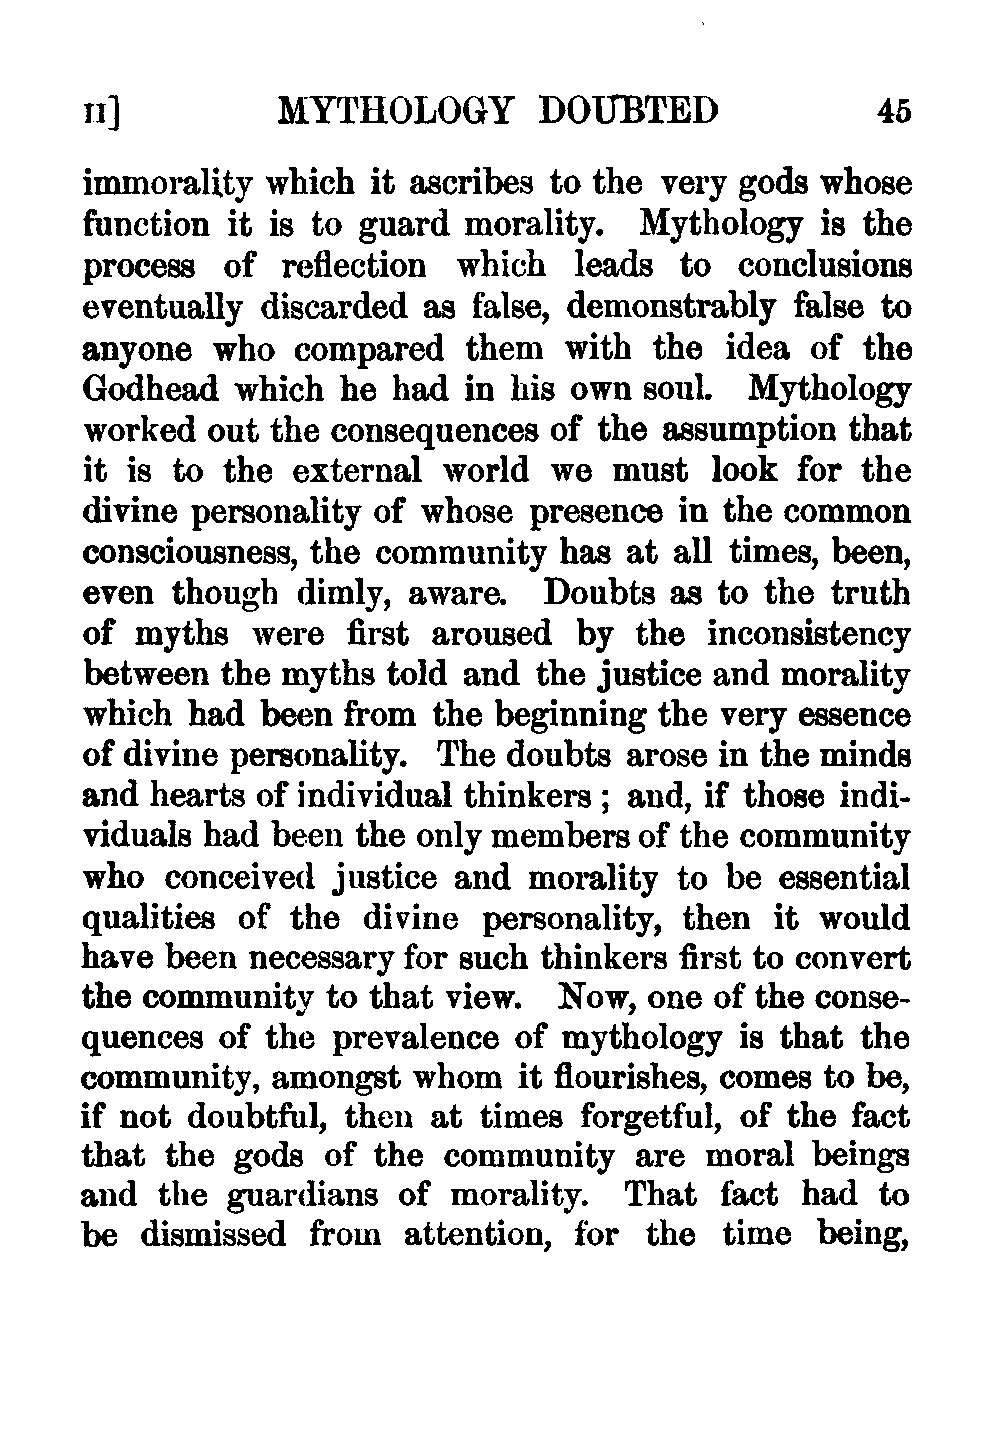 II] MYTHOLOGY DOUBTED 45
immorality which it ascribes to the very gods whose
function it is to guard morality. Mythology is the
process of reflection which leads to conclusions
eventually discarded as false, demonstrably false to
anyone who compared them with the idea of the
Godhead which he had in his own soul. Mythology
worked out the consequences of the assumption that
it is to the external world we must look for the
divine personality of whose presence in the common
consciousness, the community has at all times, been,
even though dimly, aware. Doubts as to the truth
of myths were first aroused by the inconsistency
between the myths told and the justice and morality
which had been from the beginning the very essence
of divine personality. The doubts arose in the minds
and hearts of individual thinkers ; and, if those indi-
viduals had been the only members of the community
who conceived justice and morality to be essential
qualities of the divine personality, then it would
have been necessary for such thinkers first to convert
the community to that view. Now, one of the conse-
quences of the prevalence of mythology is that the
community, amongst whom it flourishes, comes to be,
if not doubtful, then at times forgetful, of the fact
that the gods of the community are moral beings
and the guardians of morality. That fact had to
be dismissed from attention, for the time being,